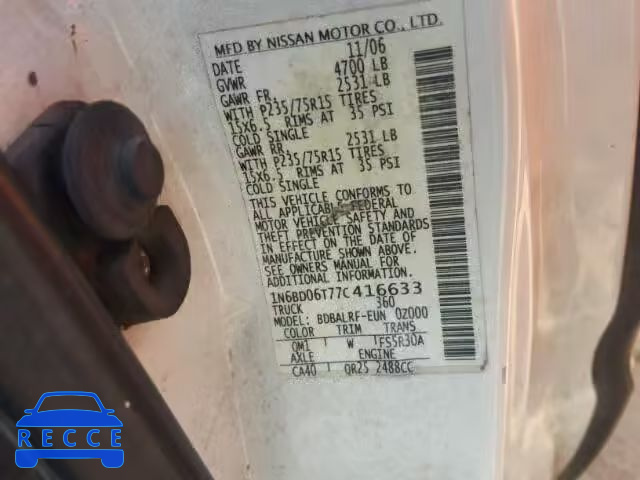 MFD BY NISSAN MOTOR CO., LTD.
DATE 11/06
GVWR 4700 LB
GAWR FR 2531 LB
WITH P235/75R15 TIRES
15X6.5 RIMS AT 35 PSI
COLD SINGLE
GAWR RR 2531 LB
WITH P235/75R15 TIRES
15X6.5 RIMS AT 35 PSI
COLD SINGLE
THIS VEHICLE CONFORMS TO
ALL APPLICABLE FEDERAL
MOTOR VEHICLE SAFETY AND
THEFT PREVENTION STANDARDS
IN EFFECT ON THE DATE OF
MANUFACTURE SHOWN ABOVE.
SEE OWNERS MANUAL FOR
ADDITIONAL INFORMATION.
1N6BD06T77C416633
TRUCK 360
MODEL: BDBALRF-EUN 0Z000
COLOR TRIM TRANS
QM1 W FS5R30A
AXLE ENGINE
CA40 QR25 2488CC
RECCE